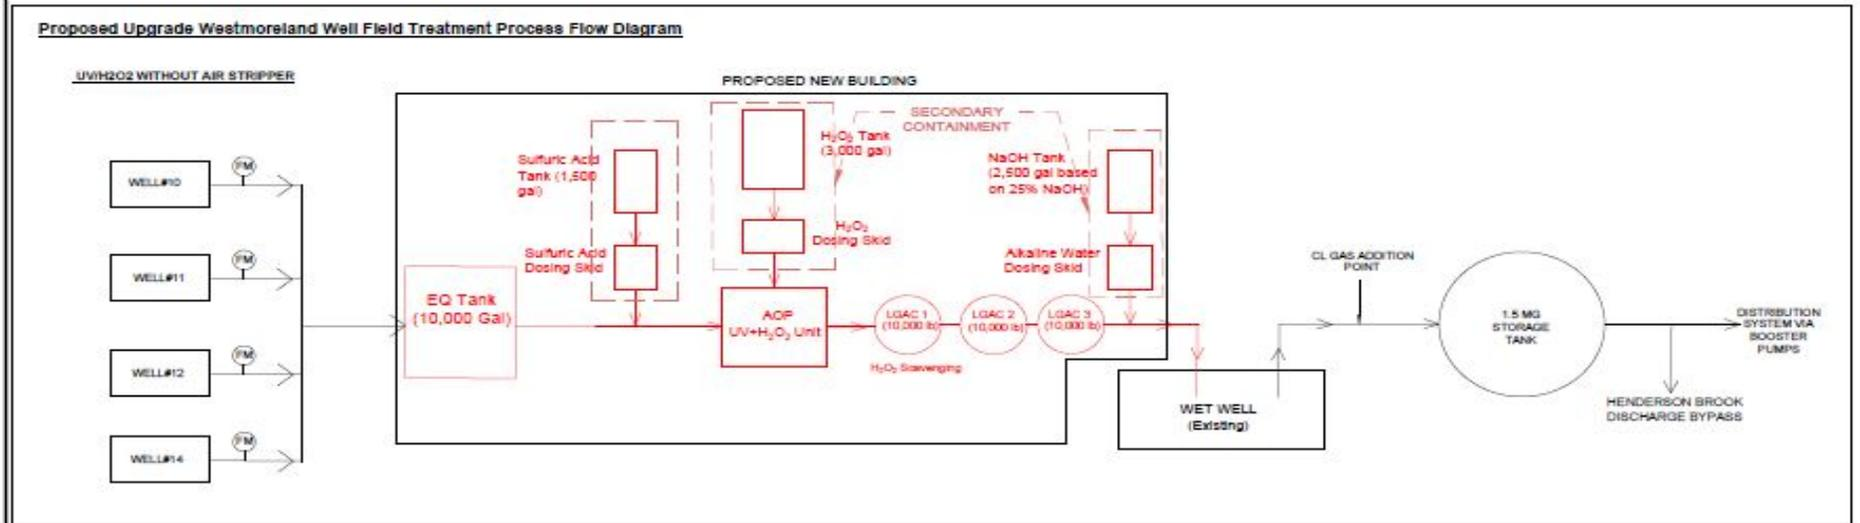 Proposed Upgrade Westmoreland Well Field Treatment Process Flow Diagram
UV/H2O2 WITHOUT AIR STRIPPER
PROPOSED NEW BUILDING
WELL#10
FM
WELL#11
FM
WELL#12
FM
WELL#14
FM
EQ Tank
(10,000 Gal)
Sulfuric Acid
Tank (1,500
gal)
Sulfuric Acid
Dosing Skid
H₂O₂ Tank
(3,000 gal)
H₂O₂
Dosing Skid
AOP
UV+H₂O₂ Unit
SECONDARY
CONTAINMENT
LGAC 1
(10,000 lb)
LGAC 2
(10,000 lb)
LGAC 3
(10,000 lb)
H₂O₂ Scavenging
NaOH Tank
(2,500 gal based
on 25% NaOH)
Alkaline Water
Dosing Skid
WET WELL
(Existing)
CL GAS ADDITION
POINT
1.5 MG
STORAGE
TANK
DISTRIBUTION
SYSTEM VIA
BOOSTER
PUMPS
HENDERSON BROOK
DISCHARGE BYPASS